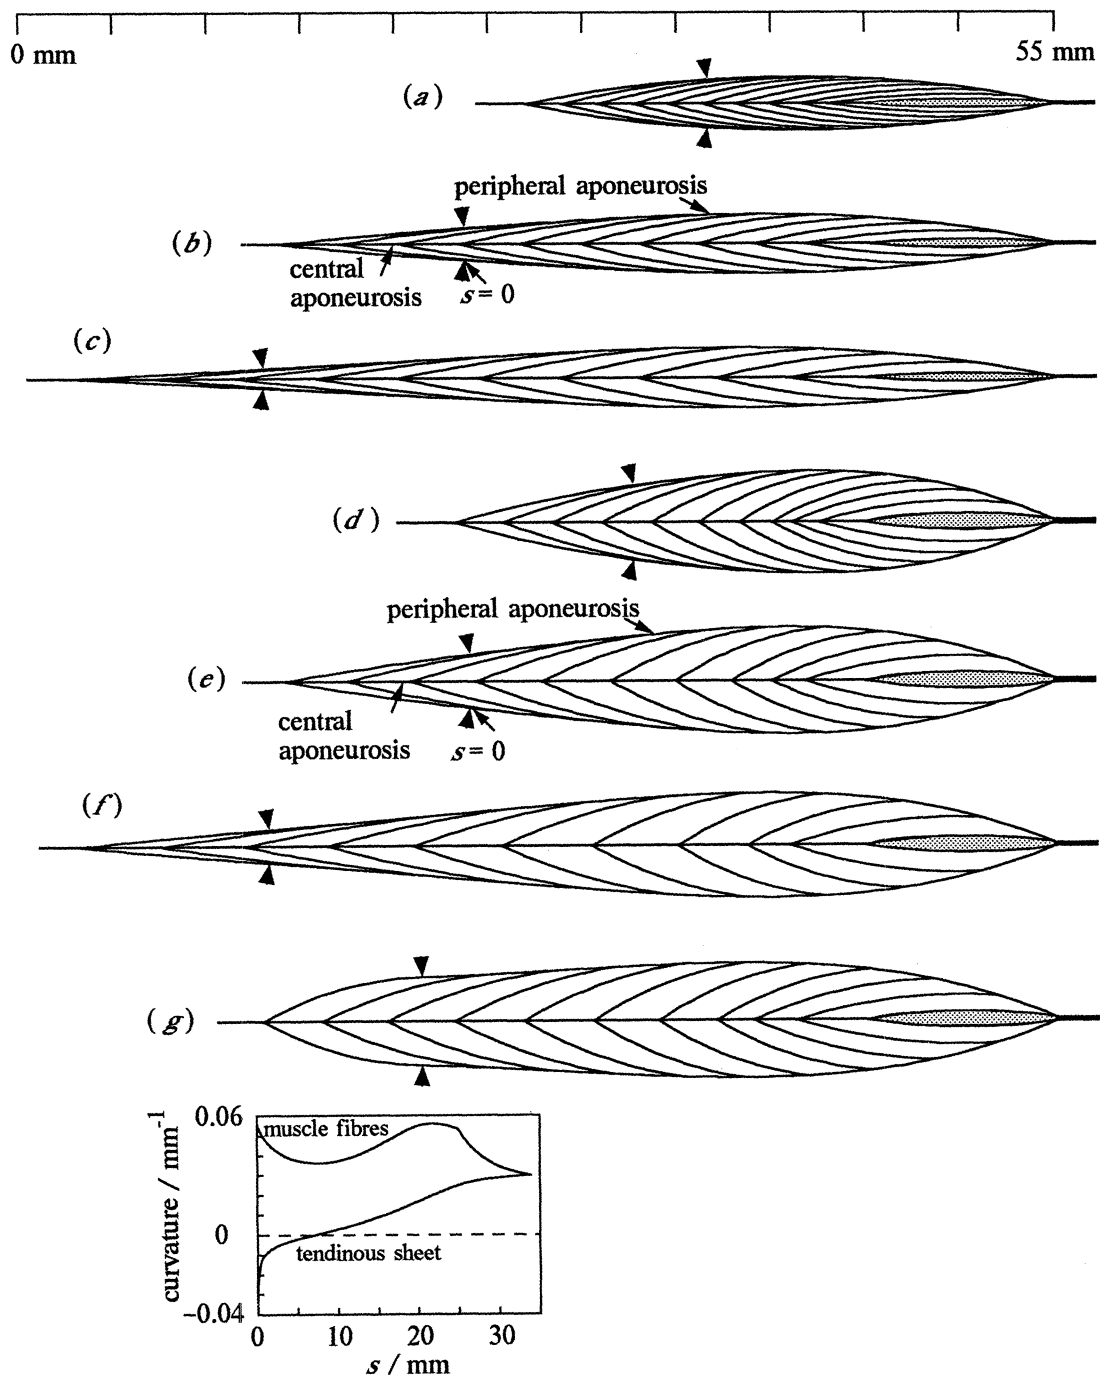 0 mm 55 mm
(a)
peripheral aponeurosis
(b)
central
aponeurosis
s = 0
(c)
(d)
peripheral aponeurosis
(e)
central
aponeurosis
s = 0
(f)
(g)
0.06
muscle fibres
curvature / mm⁻¹
0
tendinous sheet
−0.04
0 10 20 30
s / mm